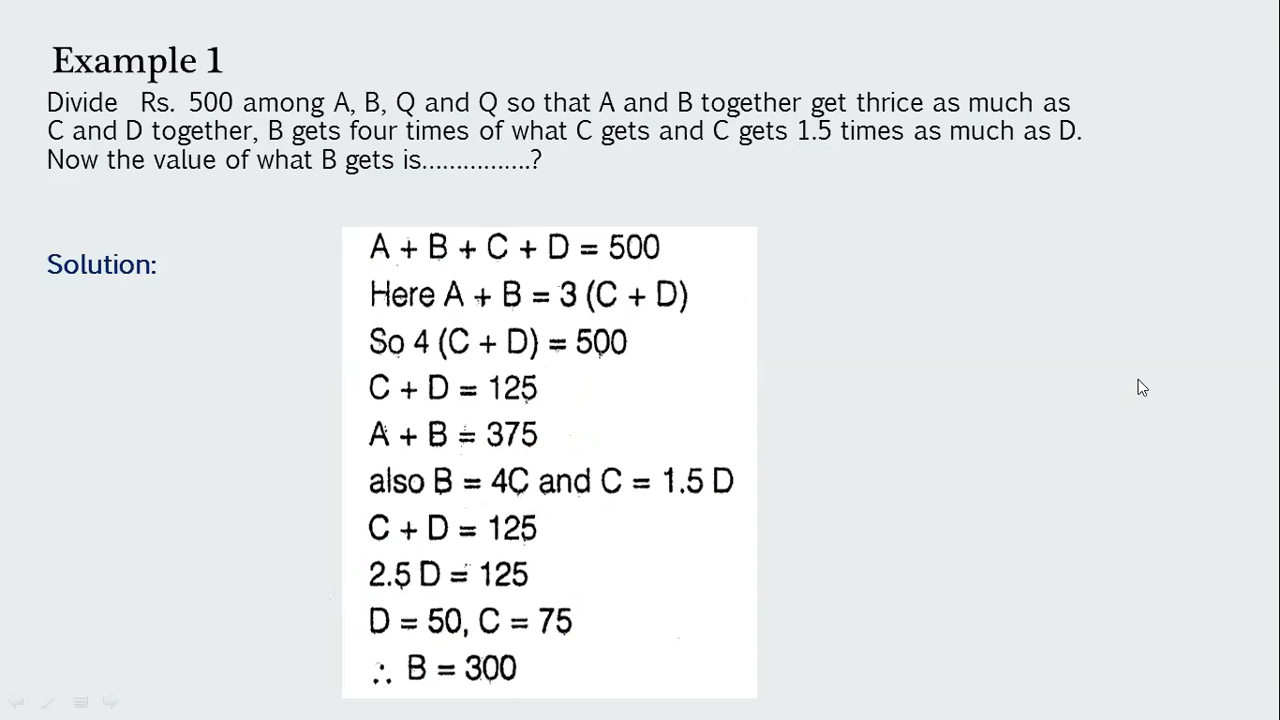 Example 1
Divide Rs. 500 among A, B, Q and Q so that A and B together get thrice as much as
C and D together, B gets four times of what C gets and C gets 1.5 times as much as D.
Now the value of what B gets is................?
Solution:
A + B + C + D = 500
Here A + B = 3 (C + D)
So 4 (C + D) = 500
C + D = 125
A + B = 375
also B = 4C and C = 1.5 D
C + D = 125
2.5 D = 125
D = 50, C = 75
∴ B = 300